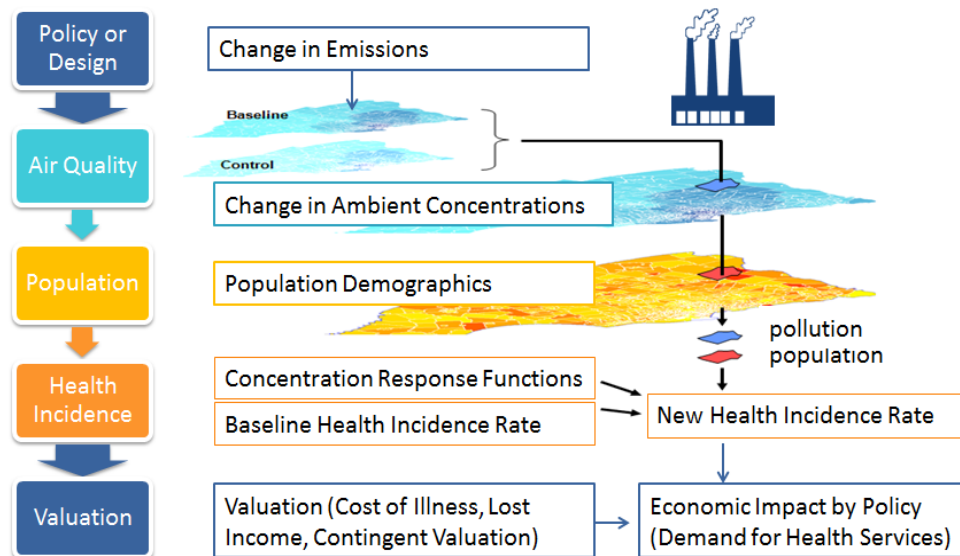 Policy or
Design
Change in Emissions
Baseline
Air Quality
Control
Change in Ambient Concentrations
Population
Population Demographics
pollution
population
Health
Incidence
Concentration Response Functions
Baseline Health Incidence Rate
New Health Incidence Rate
Valuation
Valuation (Cost of Illness, Lost
Income, Contingent Valuation)
Economic Impact by Policy
(Demand for Health Services)